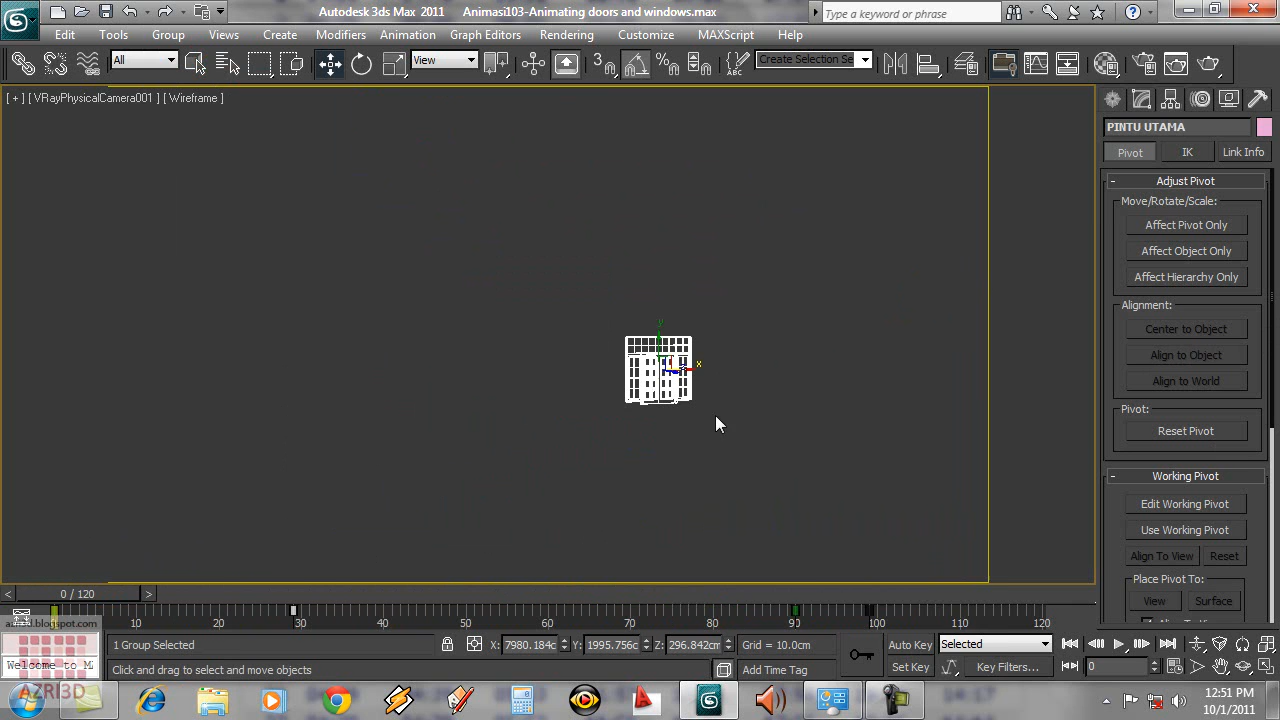 Autodesk 3ds Max 2011 Animasi103-Animating doors and windows.max
Type a keyword or phrase
Edit Tools Group Views Create Modifiers Animation Graph Editors Rendering Customize MAXScript Help
All
View
3
Create Selection Se
[ + ] [ VRayPhysicalCamera001 ] [ Wireframe ]
PINTU UTAMA
Pivot IK Link Info
- Adjust Pivot
Move/Rotate/Scale:
Affect Pivot Only
Affect Object Only
Affect Hierarchy Only
Alignment:
Center to Object
Align to Object
Align to World
Pivot:
Reset Pivot
- Working Pivot
Edit Working Pivot
Use Working Pivot
Align To View Reset
Place Pivot To:
View Surface
y
x
< 0 / 120 >
10 20 30 40 50 60 70 80 90 100 110 120
1 Group Selected
X: 7980.184c Y: 1995.756c Z: 296.842cm
Grid = 10.0cm
Auto Key Selected
Click and drag to select and move objects
Add Time Tag
Set Key Key Filters...
0
Welcome to M
AZRI3D
12:51 PM
10/1/2011